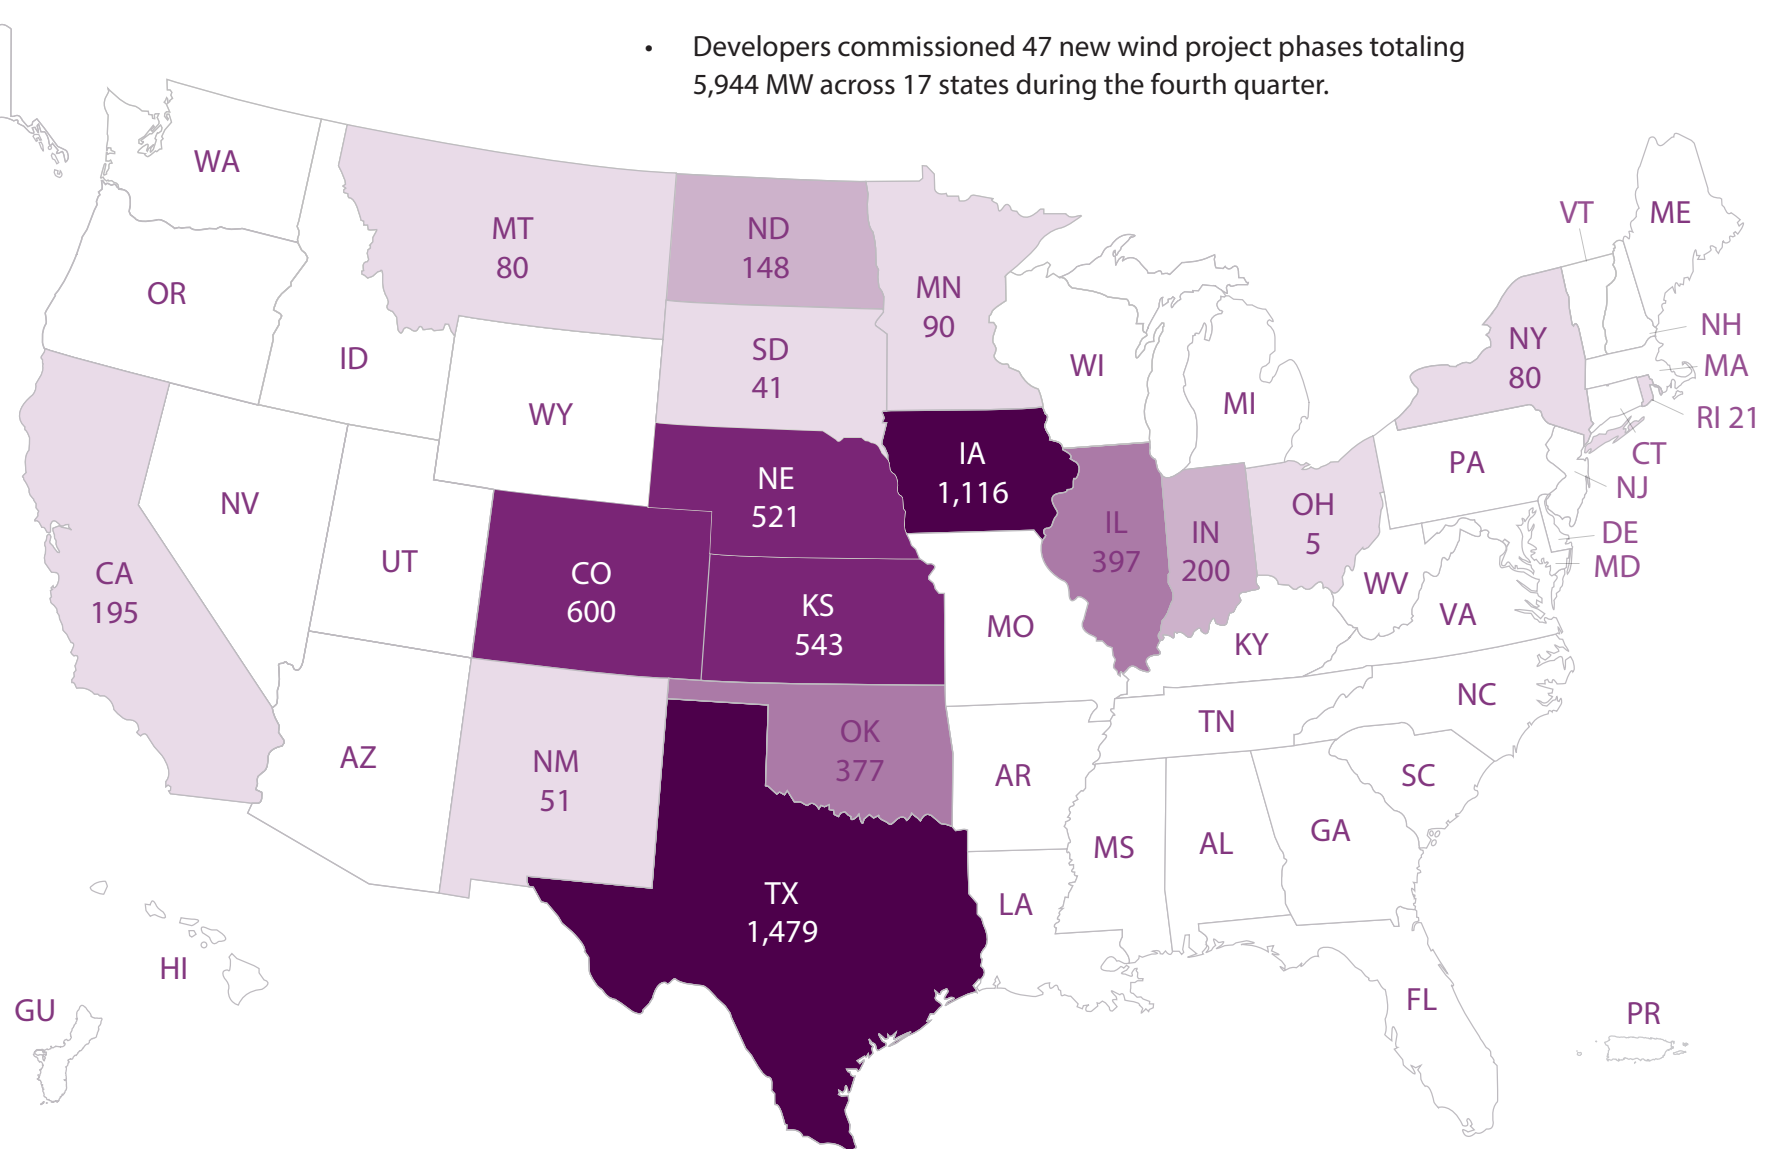 • Developers commissioned 47 new wind project phases totaling
5,944 MW across 17 states during the fourth quarter.
WA
OR
MT
80
ND
148
MN
90
ID
SD
41
WY
WI
MI
VT
ME
NY
80
NH
MA
RI 21
CT
NJ
PA
DE
MD
NV
UT
CA
195
NE
521
IA
1,116
CO
600
KS
543
IL
397
IN
200
OH
5
WV
VA
MO
KY
NC
TN
AZ
NM
51
OK
377
AR
SC
TX
1,479
LA
MS
AL
GA
FL
HI
GU
PR